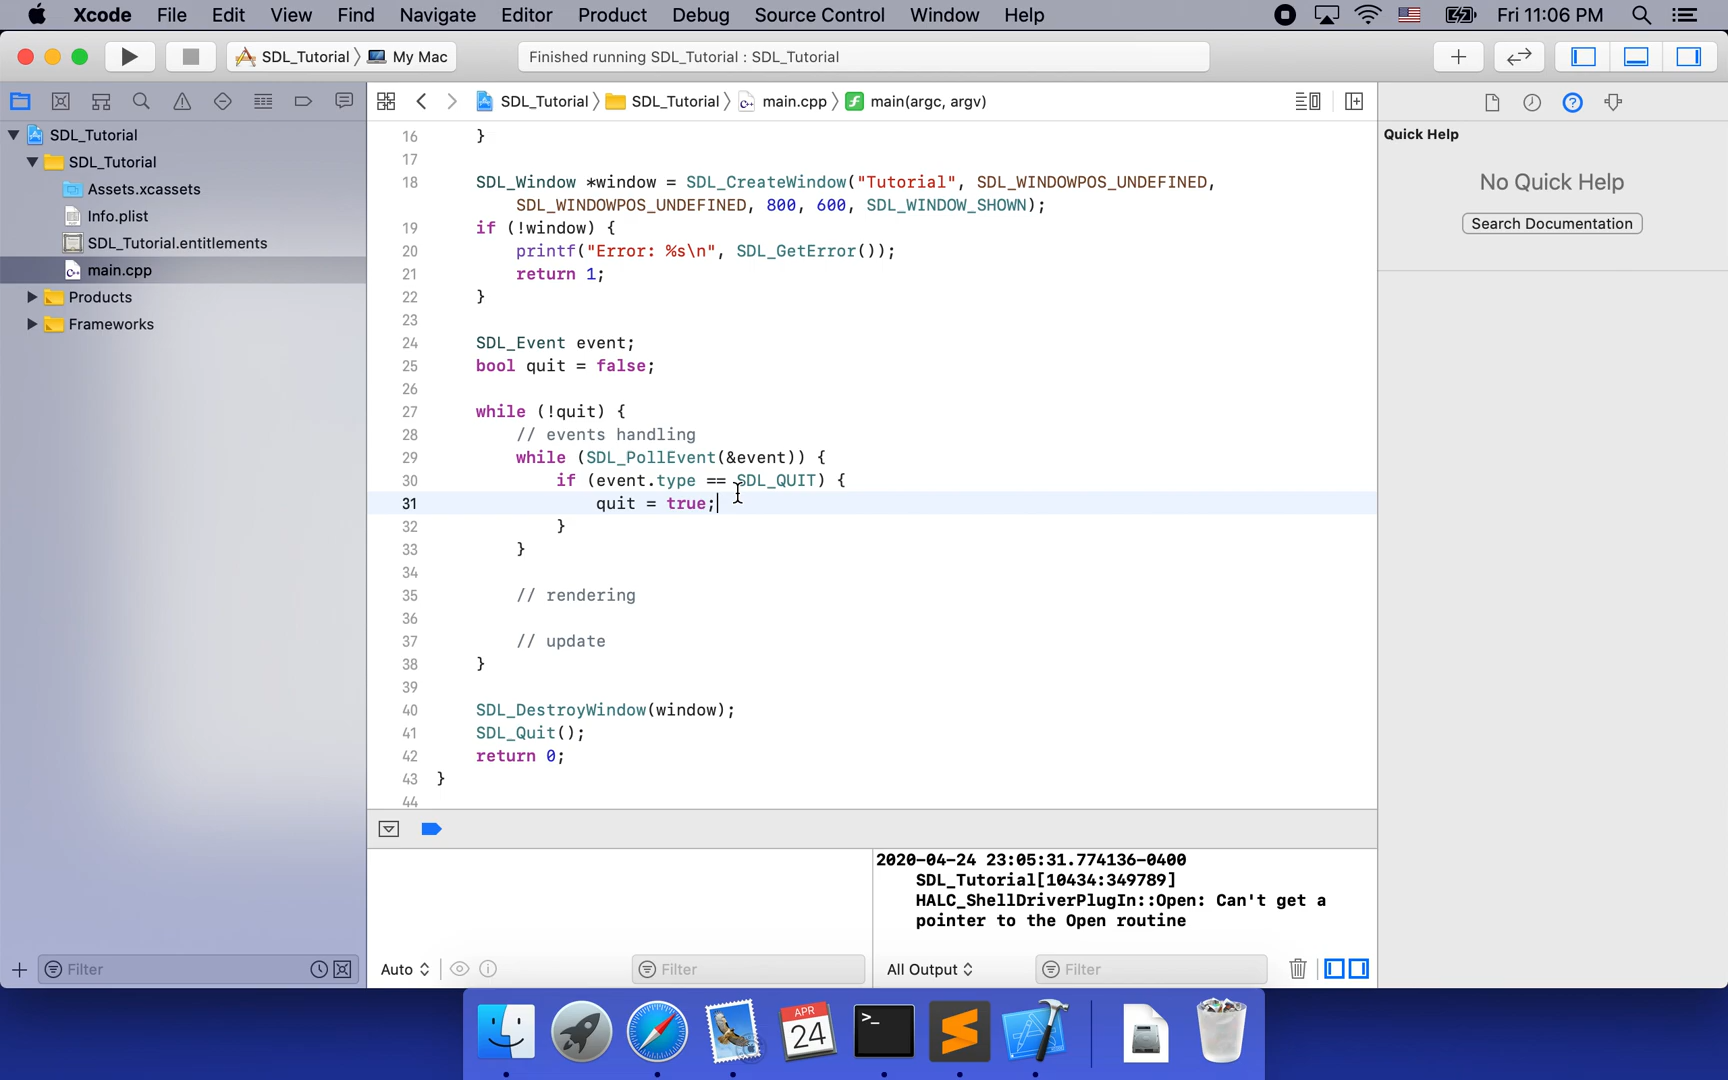 Xcode File Edit View Find Navigate Editor Product Debug Source Control Window Help Fri 11:06 PM
SDL_Tutorial My Mac Finished running SDL_Tutorial : SDL_Tutorial
SDL_Tutorial SDL_Tutorial main.cpp main(argc, argv)
SDL_Tutorial
SDL_Tutorial
Assets.xcassets
Info.plist
SDL_Tutorial.entitlements
main.cpp
Products
Frameworks
16 }
17
18 SDL_Window *window = SDL_CreateWindow("Tutorial", SDL_WINDOWPOS_UNDEFINED,
SDL_WINDOWPOS_UNDEFINED, 800, 600, SDL_WINDOW_SHOWN);
19 if (!window) {
20 printf("Error: %s\n", SDL_GetError());
21 return 1;
22 }
23
24 SDL_Event event;
25 bool quit = false;
26
27 while (!quit) {
28 // events handling
29 while (SDL_PollEvent(&event)) {
30 if (event.type == SDL_QUIT) {
31 quit = true;
32 }
33 }
34
35 // rendering
36
37 // update
38 }
39
40 SDL_DestroyWindow(window);
41 SDL_Quit();
42 return 0;
43 }
44
Quick Help
No Quick Help
Search Documentation
2020-04-24 23:05:31.774136-0400
SDL_Tutorial[10434:349789]
HALC_ShellDriverPlugIn::Open: Can't get a
pointer to the Open routine
Filter Auto Filter All Output Filter
APR
24
>_